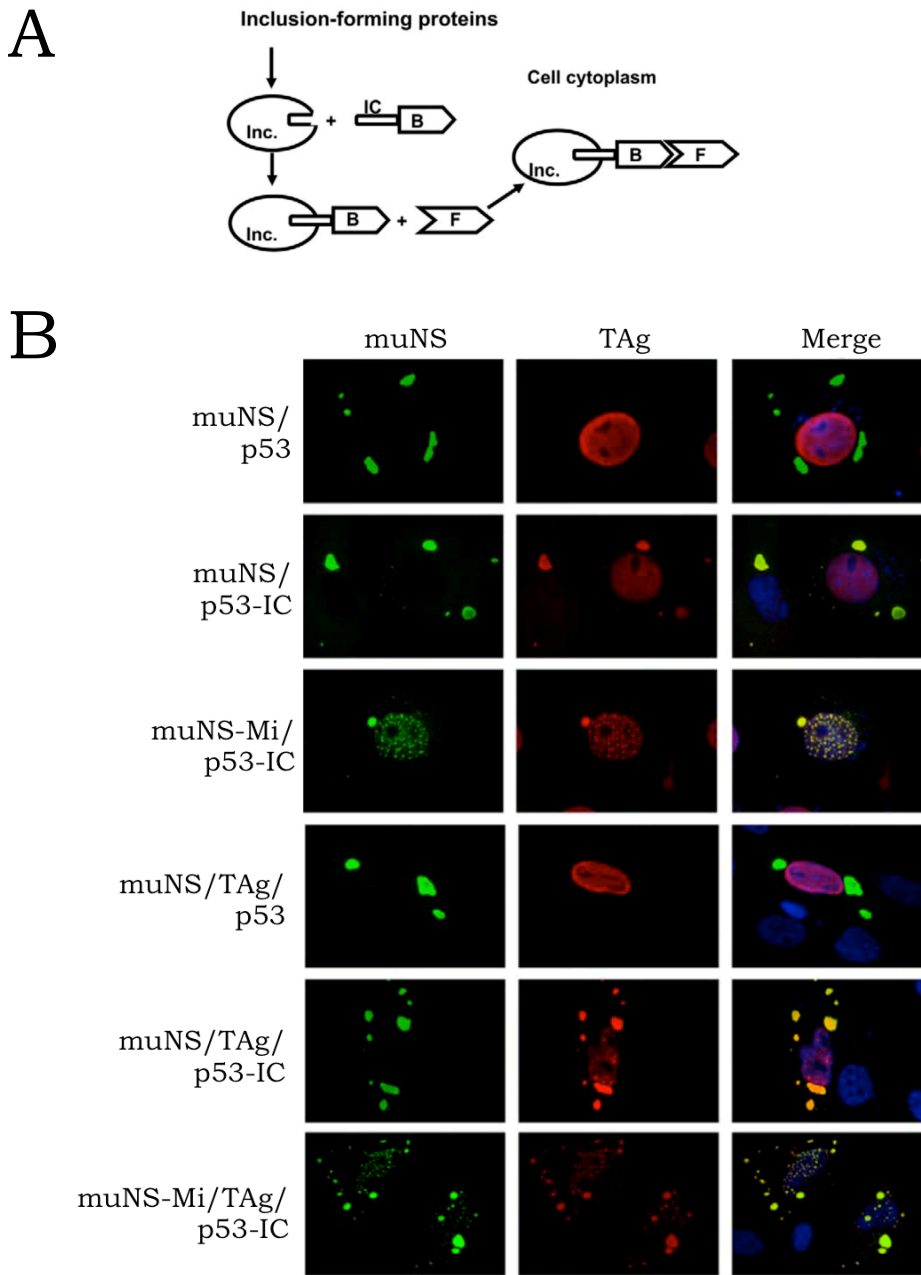 A
Inclusion-forming proteins
Cell cytoplasm
Inc.
+
IC
B
Inc.
B
F
Inc.
B
+
F
B
muNS
TAg
Merge
muNS/
p53
muNS/
p53-IC
muNS-Mi/
p53-IC
muNS/TAg/
p53
muNS/TAg/
p53-IC
muNS-Mi/TAg/
p53-IC